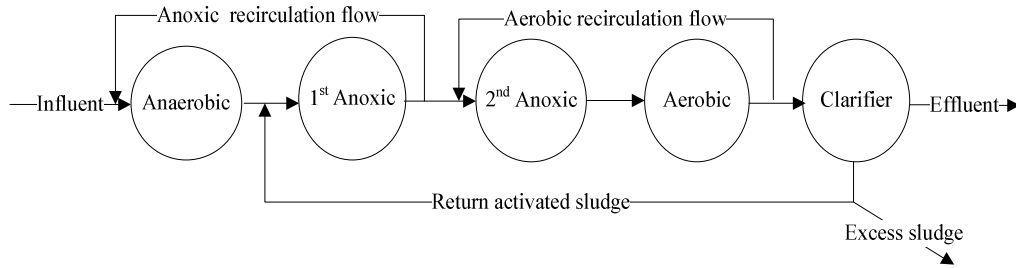 Anoxic recirculation flow
Aerobic recirculation flow
Influent
Anaerobic
1st Anoxic
2nd Anoxic
Aerobic
Clarifier
Effluent
Return activated sludge
Excess sludge